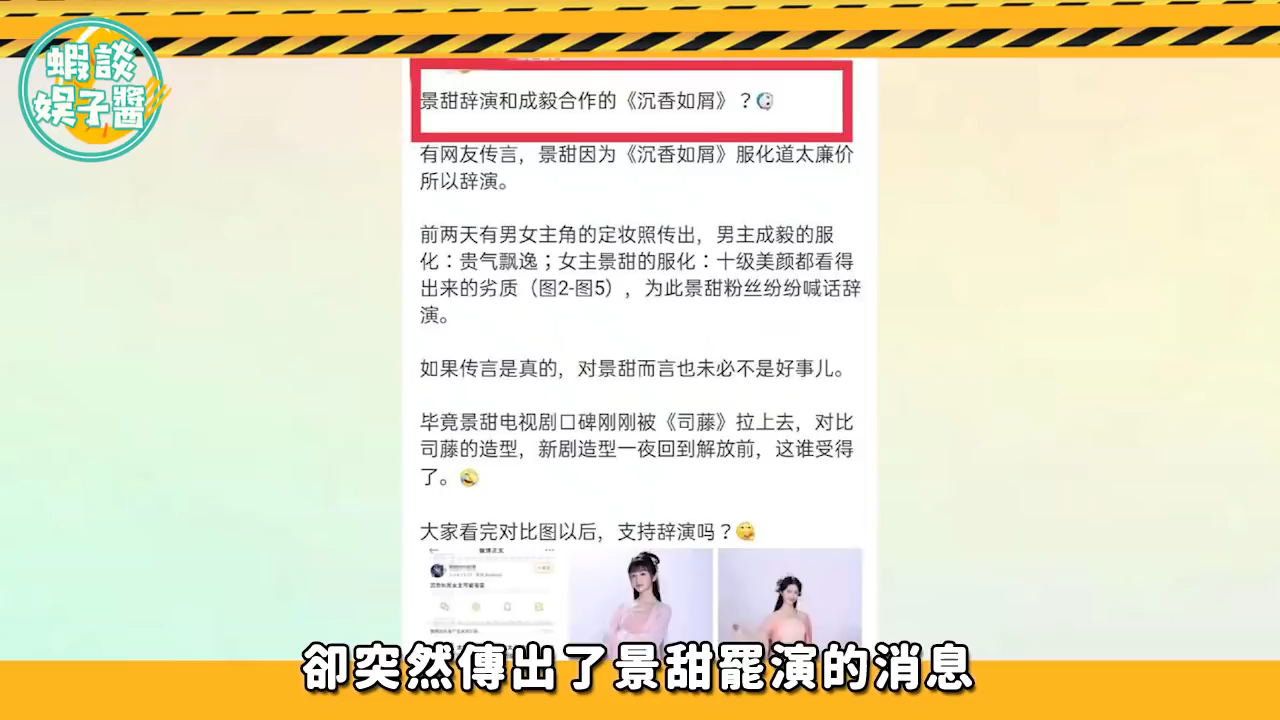 蝦談
娛子醬
景甜辞演和成毅合作的《沉香如屑》？
有网友传言，景甜因为《沉香如屑》服化道太廉价
所以辞演。
前两天有男女主角的定妆照传出，男主成毅的服
化：贵气飘逸；女主景甜的服化：十级美颜都看得
出来的劣质（图2-图5），为此景甜粉丝纷纷喊话辞
演。
如果传言是真的，对景甜而言也未必不是好事儿。
毕竟景甜电视剧口碑刚刚被《司藤》拉上去，对比
司藤的造型，新剧造型一夜回到解放前，这谁受得
了。
大家看完对比图以后，支持辞演吗？
微博正文
卻突然傳出了景甜罷演的消息